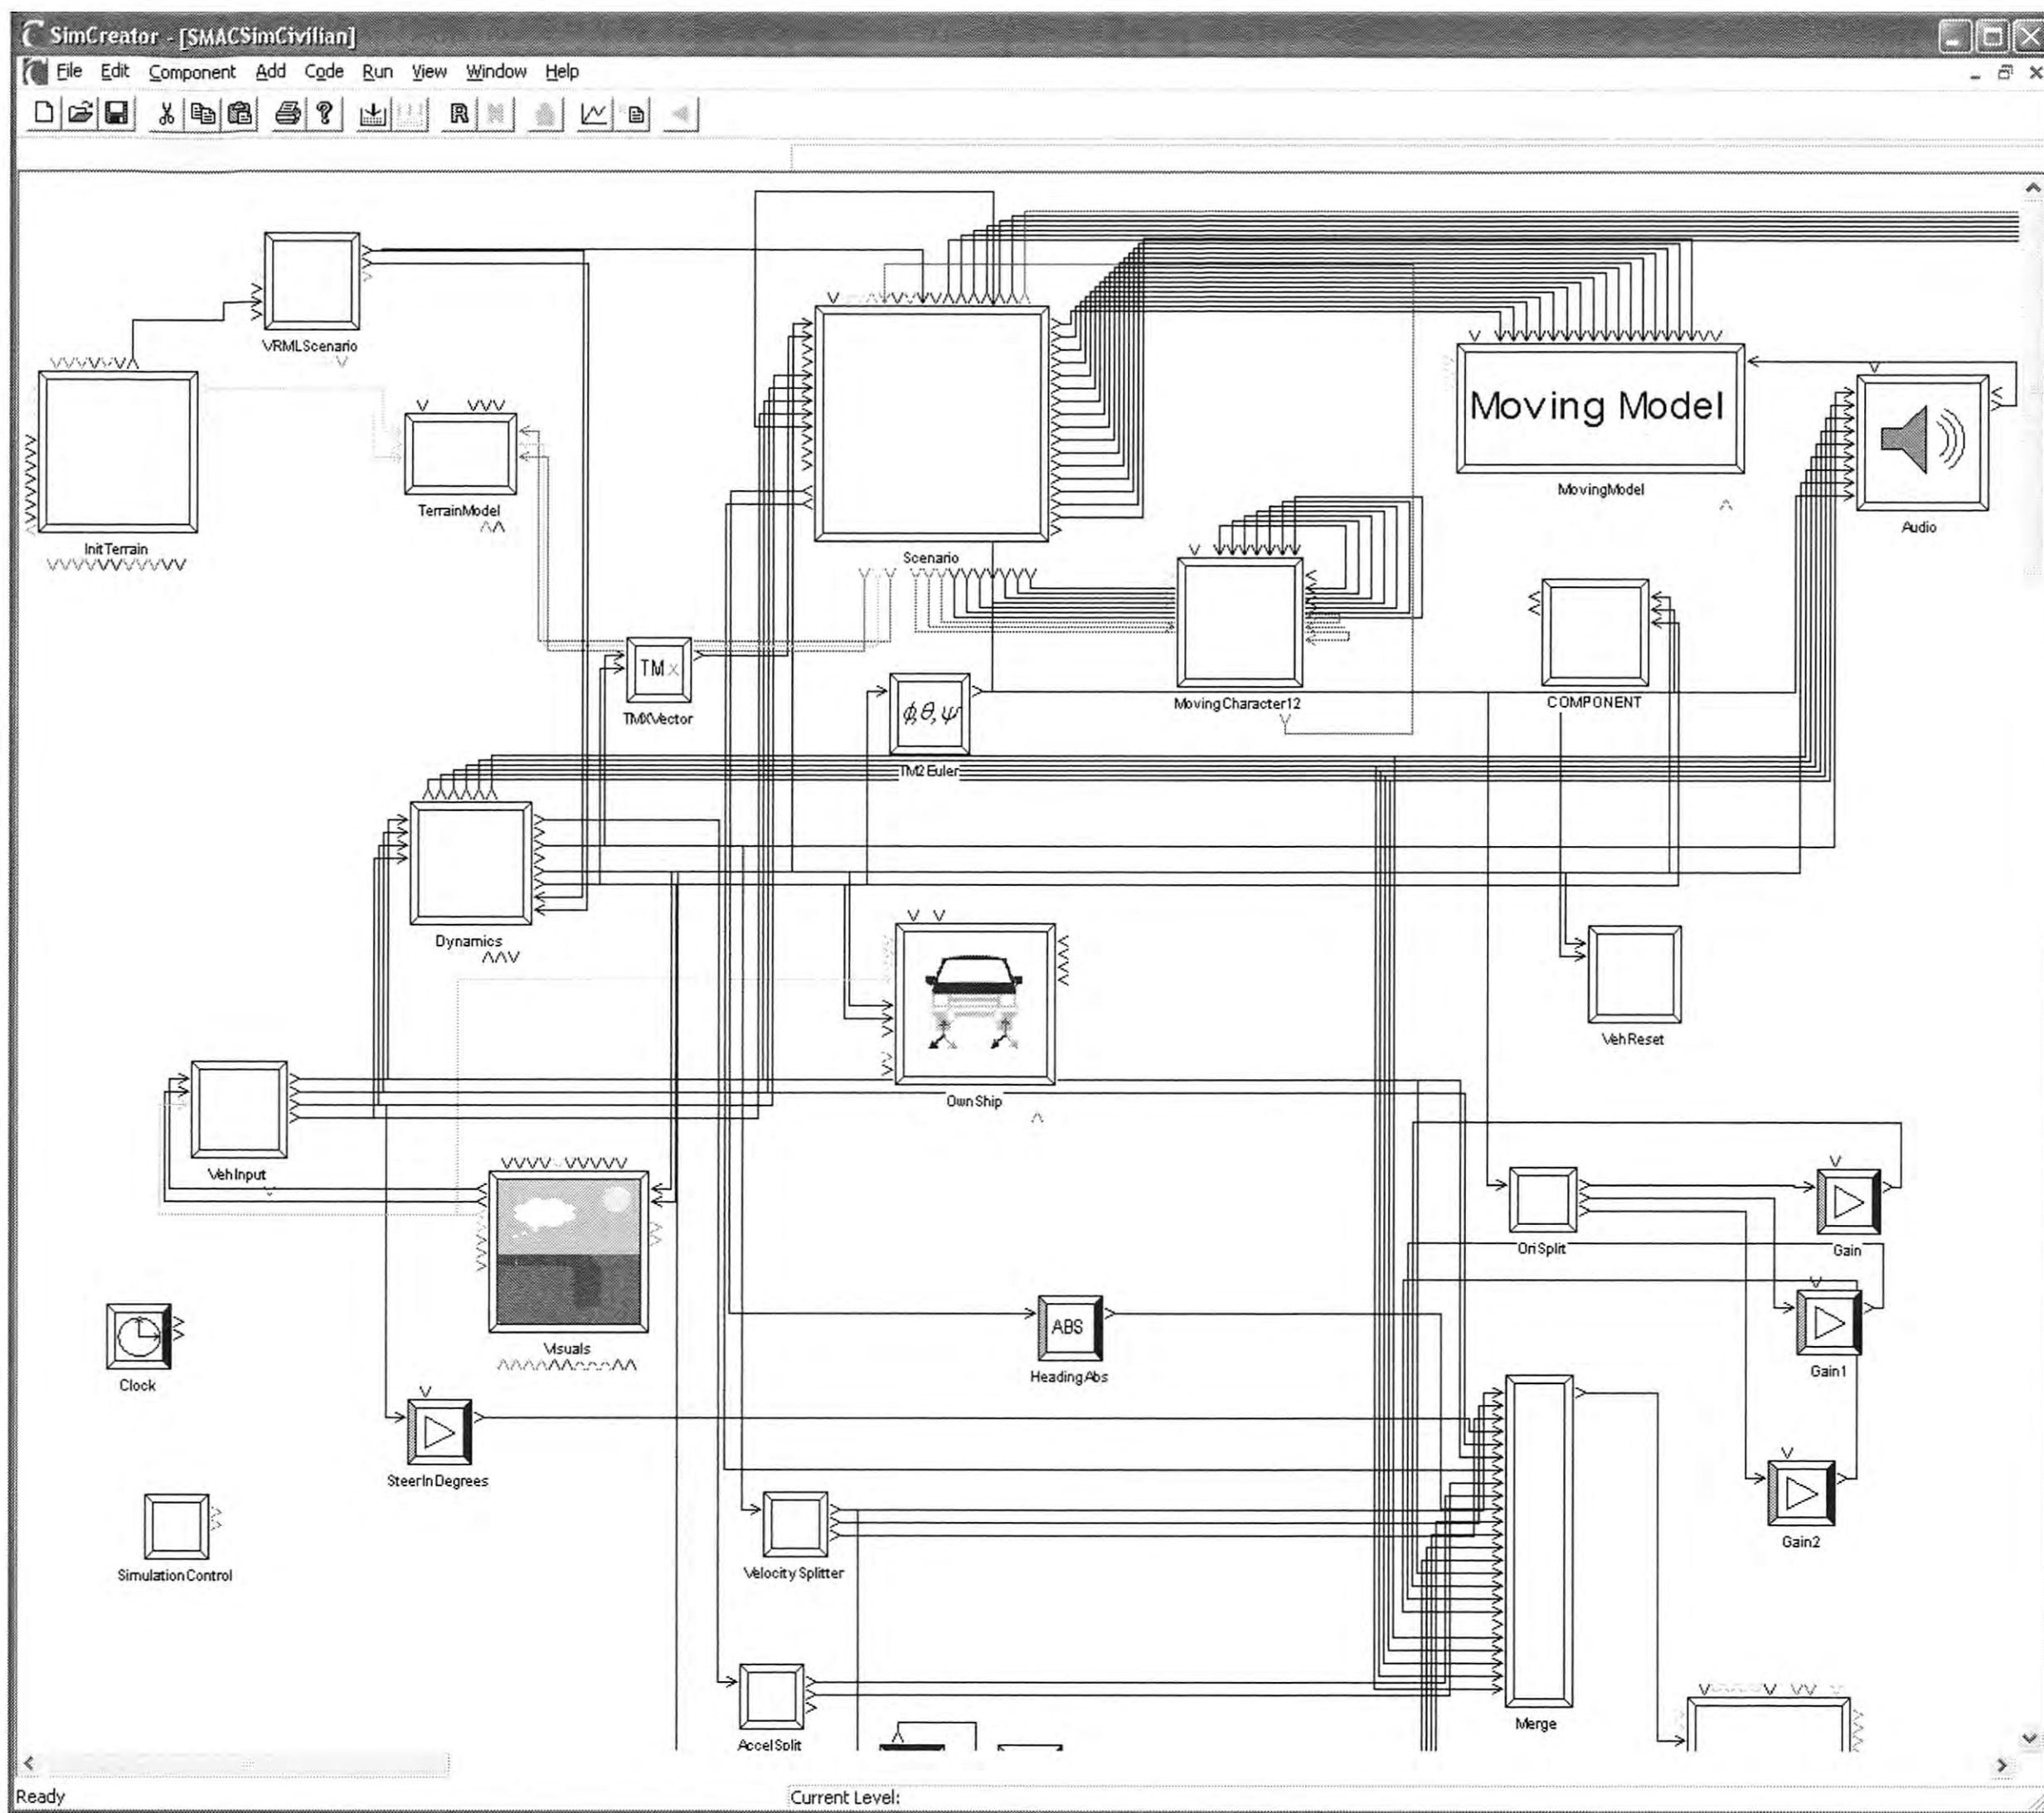 SimCreator - [SMACSimCivilian]
File Edit Component Add Code Run View Window Help
R
VRMLScenario
InitTerrain
TerrainModel
Scenario
Moving Model
MovingModel
Audio
TMx
TMXVector
ϕ,θ,ψ
TM2Euler
MovingCharacter12
COMPONENT
Dynamics
OwnShip
VehReset
VehInput
Visuals
OriSplit
Gain
Gain1
Gain2
Clock
ABS
HeadingAbs
SteerInDegrees
SimulationControl
Velocity Splitter
AccelSplit
Merge
Ready
Current Level: